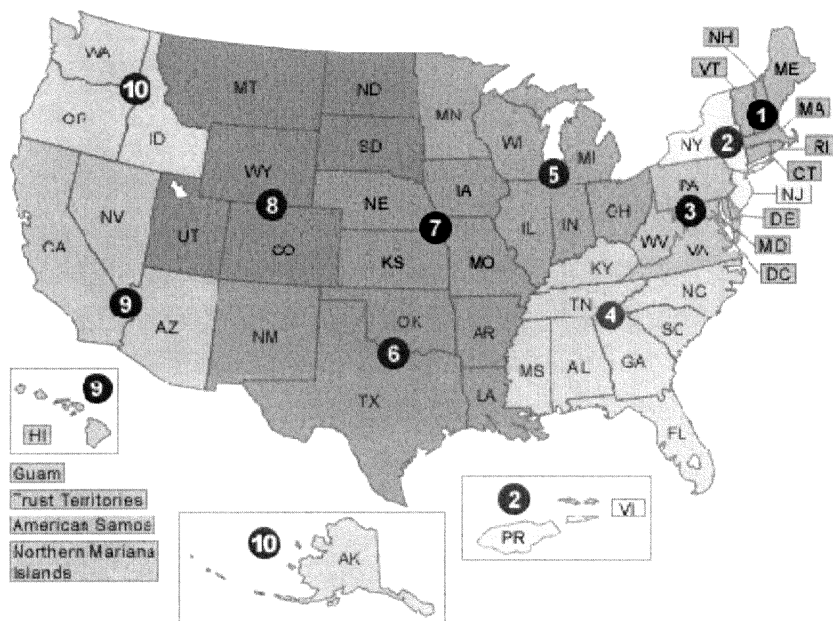 NH
VT
ME
WA
MT
ND
MN
10
OR
ID
WY
SD
WI
MI
5
NY
2
1
MA
RI
CT
NJ
NV
CA
UT
8
CO
NE
IA
7
KS
MO
IL
IN
OH
PA
3
WV
VA
DE
MD
DC
KY
9
AZ
NM
OK
6
TX
AR
LA
TN
4
NC
SC
MS
AL
GA
FL
9
HI
Guam
Trust Territories
American Samoa
Northern Mariana
Islands
10
AK
2
VI
PR